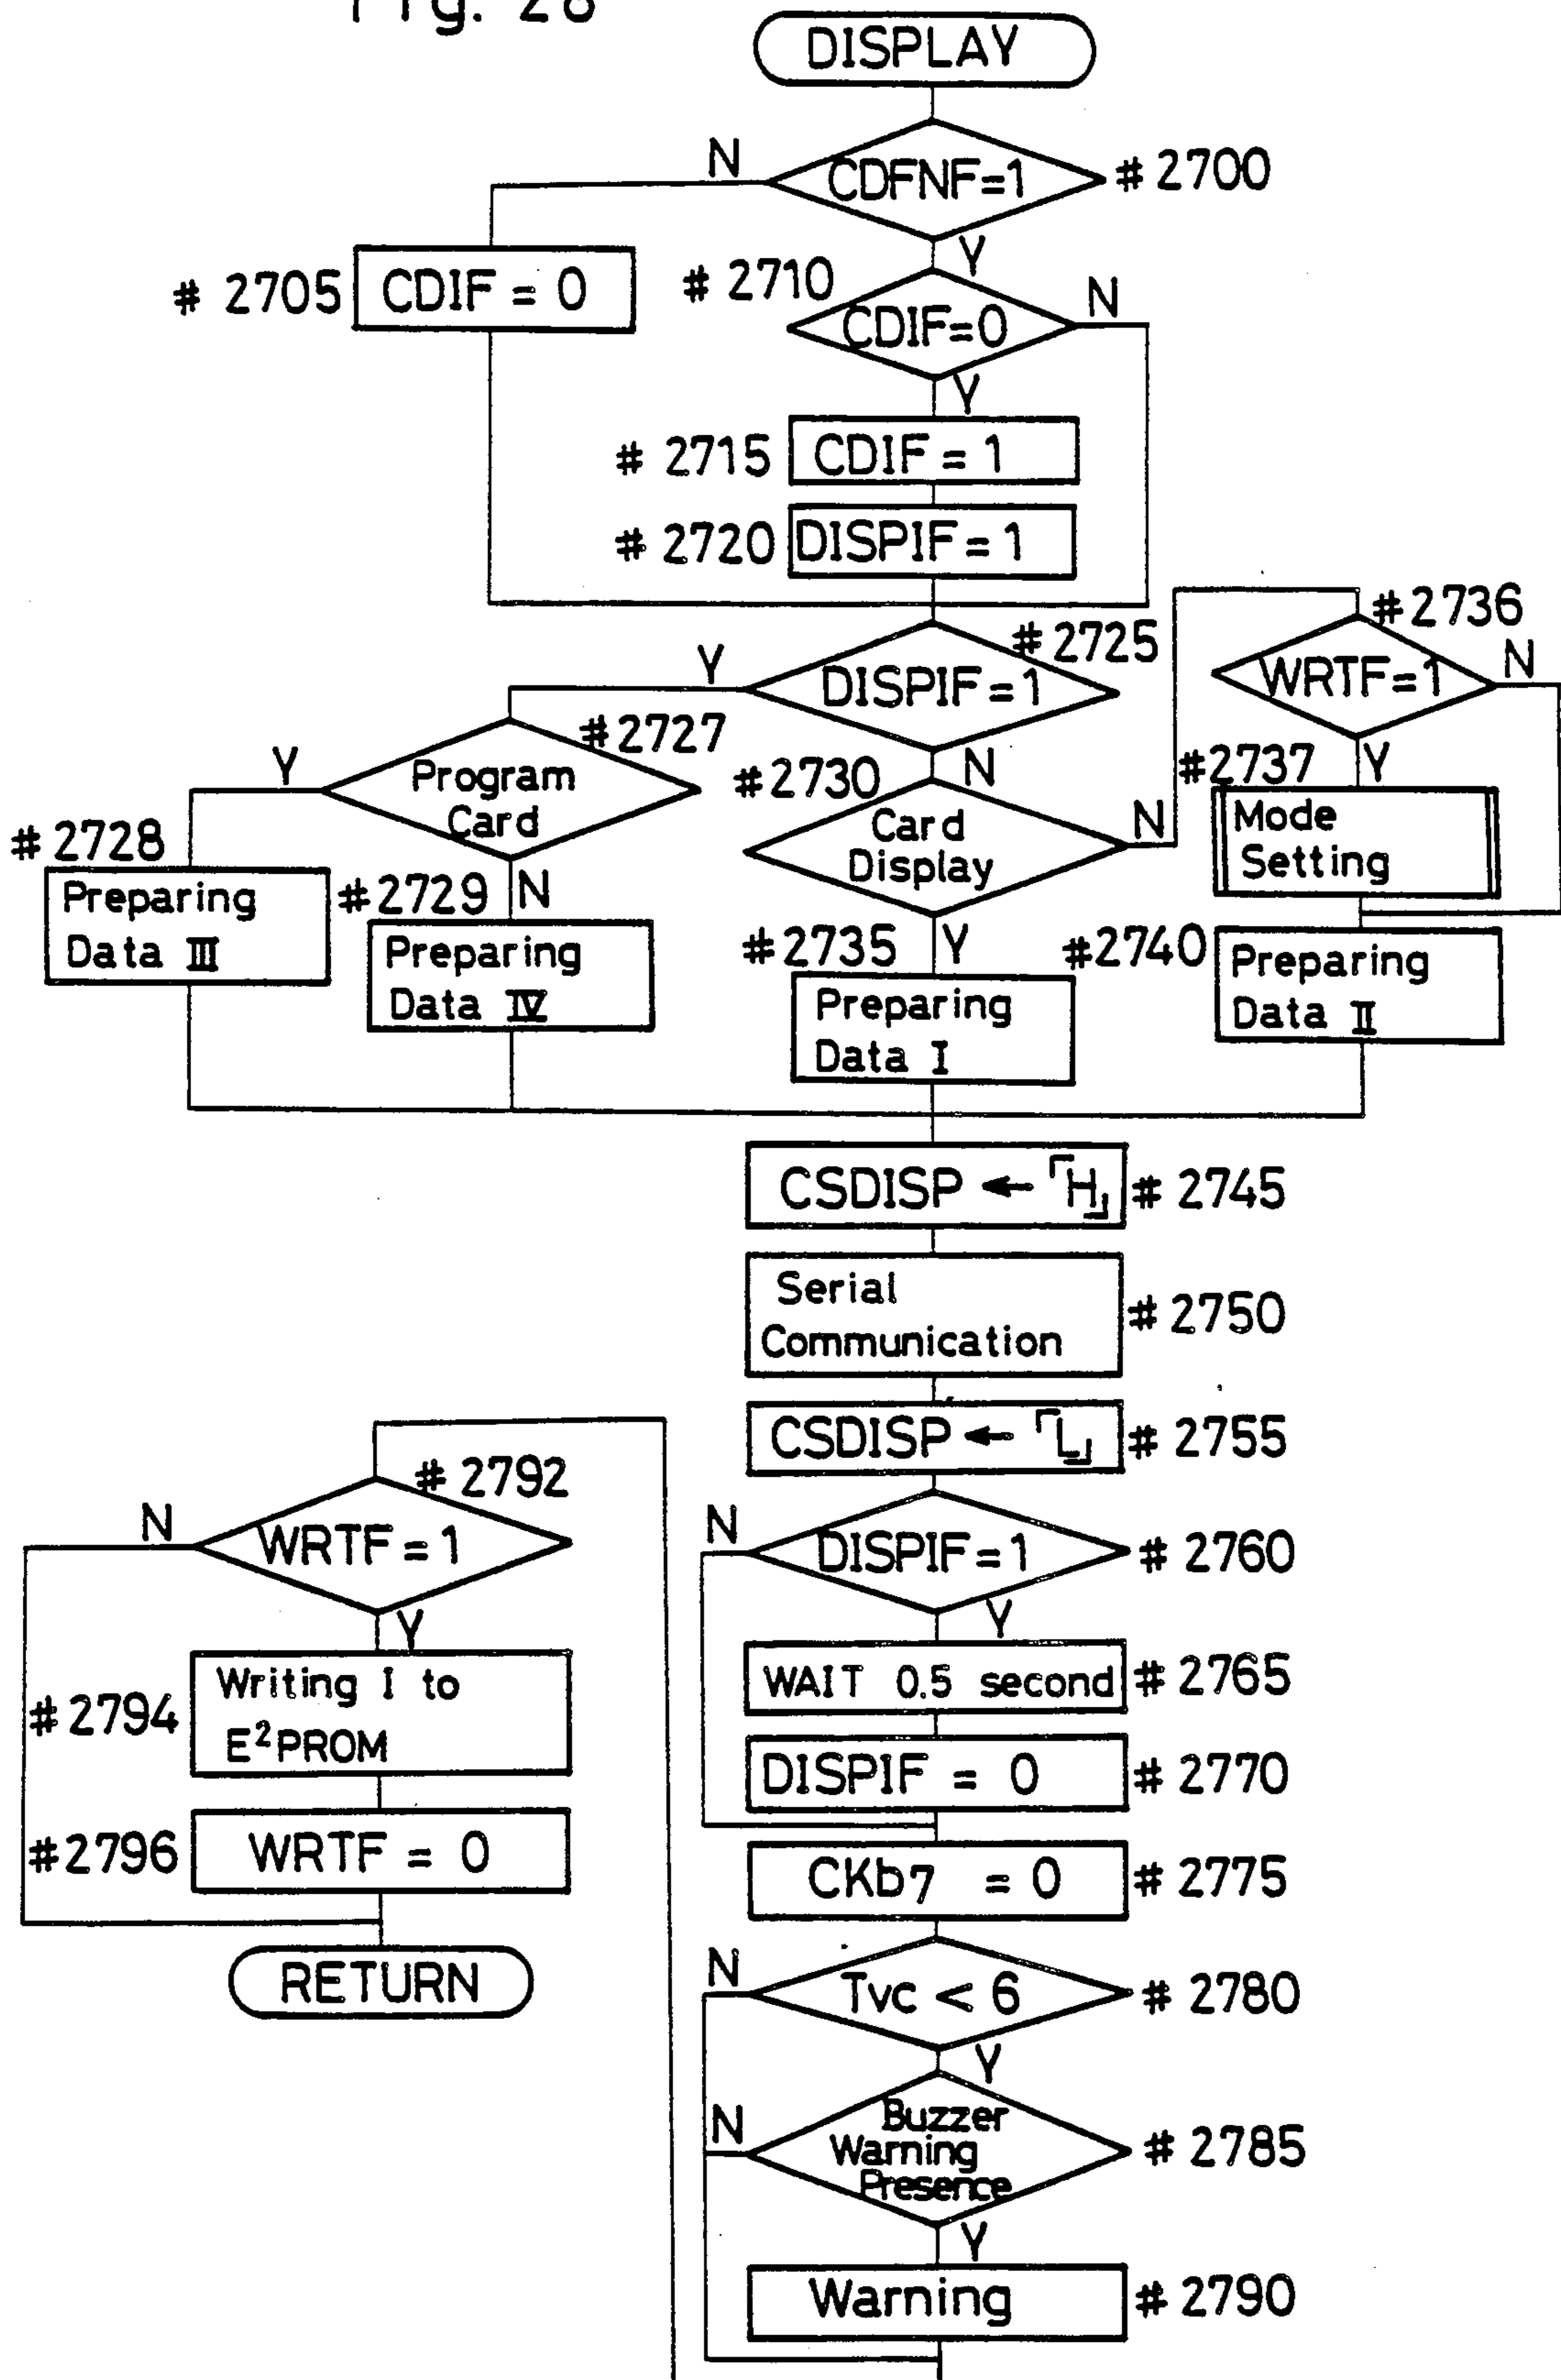 Fig. 28
DISPLAY
N
CDFNF=1
# 2700
Y
# 2705
CDIF = 0
# 2710
CDIF=0
N
Y
# 2715
CDIF = 1
# 2720
DISPIF = 1
# 2725
Y
DISPIF = 1
N
# 2736
WRTF=1
N
Y
# 2727
Y
Program
Card
N
# 2730
Card
Display
N
Y
#2737
Mode
Setting
# 2728
Preparing
Data III
#2729
Preparing
Data IV
#2735
Preparing
Data I
#2740
Preparing
Data II
CSDISP ← 「H」
# 2745
Serial
Communication
# 2750
CSDISP ← 「L」
# 2755
N
DISPIF=1
# 2760
Y
WAIT 0.5 second
# 2765
DISPIF = 0
# 2770
CKb7 = 0
# 2775
N
Tvc < 6
# 2780
Y
N
Buzzer
Warning
Presence
# 2785
Y
Warning
# 2790
# 2792
N
WRTF = 1
Y
# 2794
Writing I to
E²PROM
#2796
WRTF = 0
RETURN